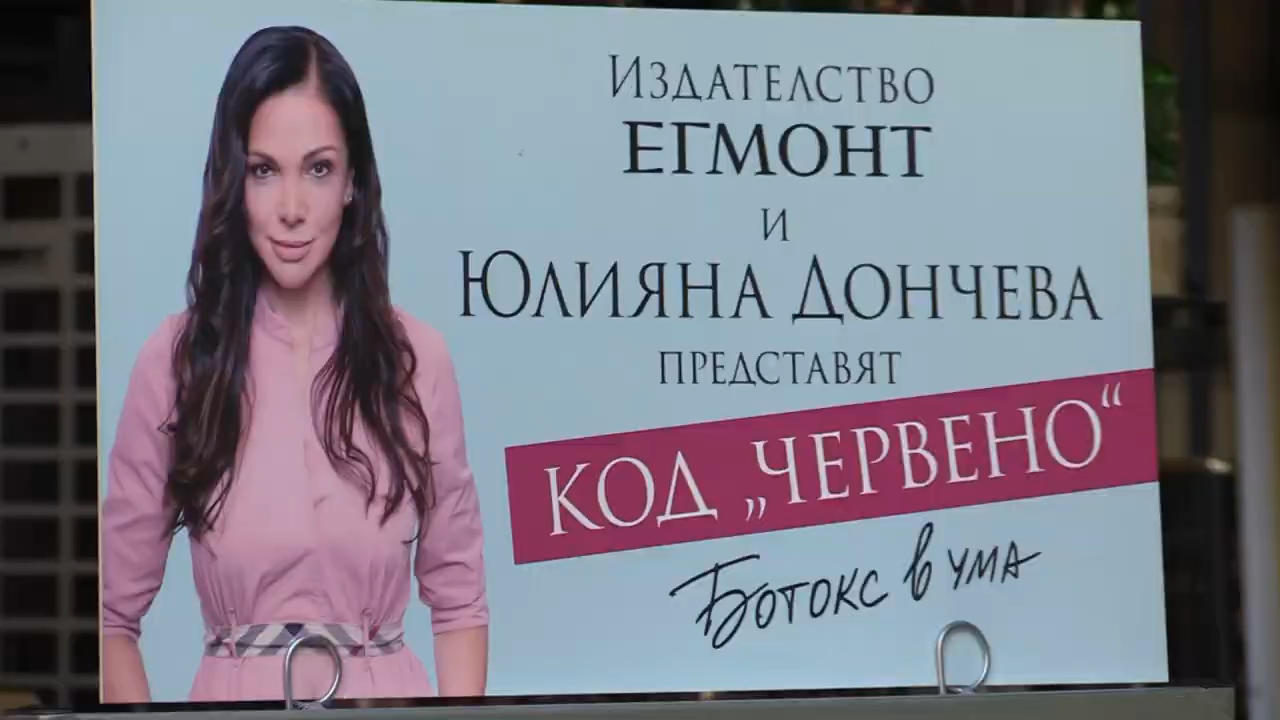 Издателство
ЕГМОНТ
и
Юлияна Дончева
представят
КОД „ЧЕРВЕНО“
Ботокс в ума